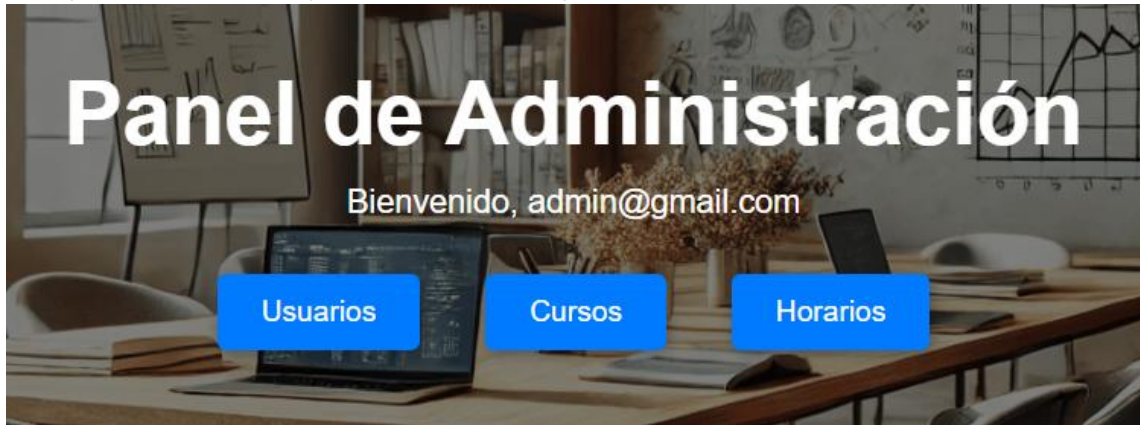 Panel de Administración
Bienvenido, admin@gmail.com
Usuarios Cursos Horarios